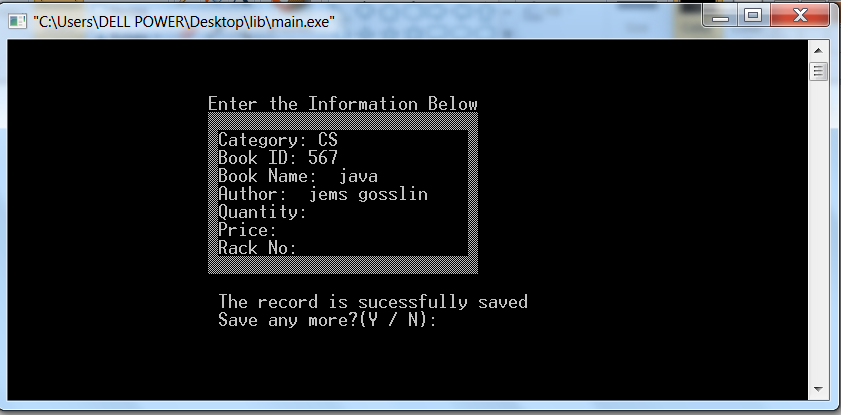 "C:\Users\DELL POWER\Desktop\lib\main.exe"
Enter the Information Below
Category: CS
Book ID: 567
Book Name:  java
Author:  jems gosslin
Quantity:
Price:
Rack No:
The record is sucessfully saved
Save any more?(Y / N):